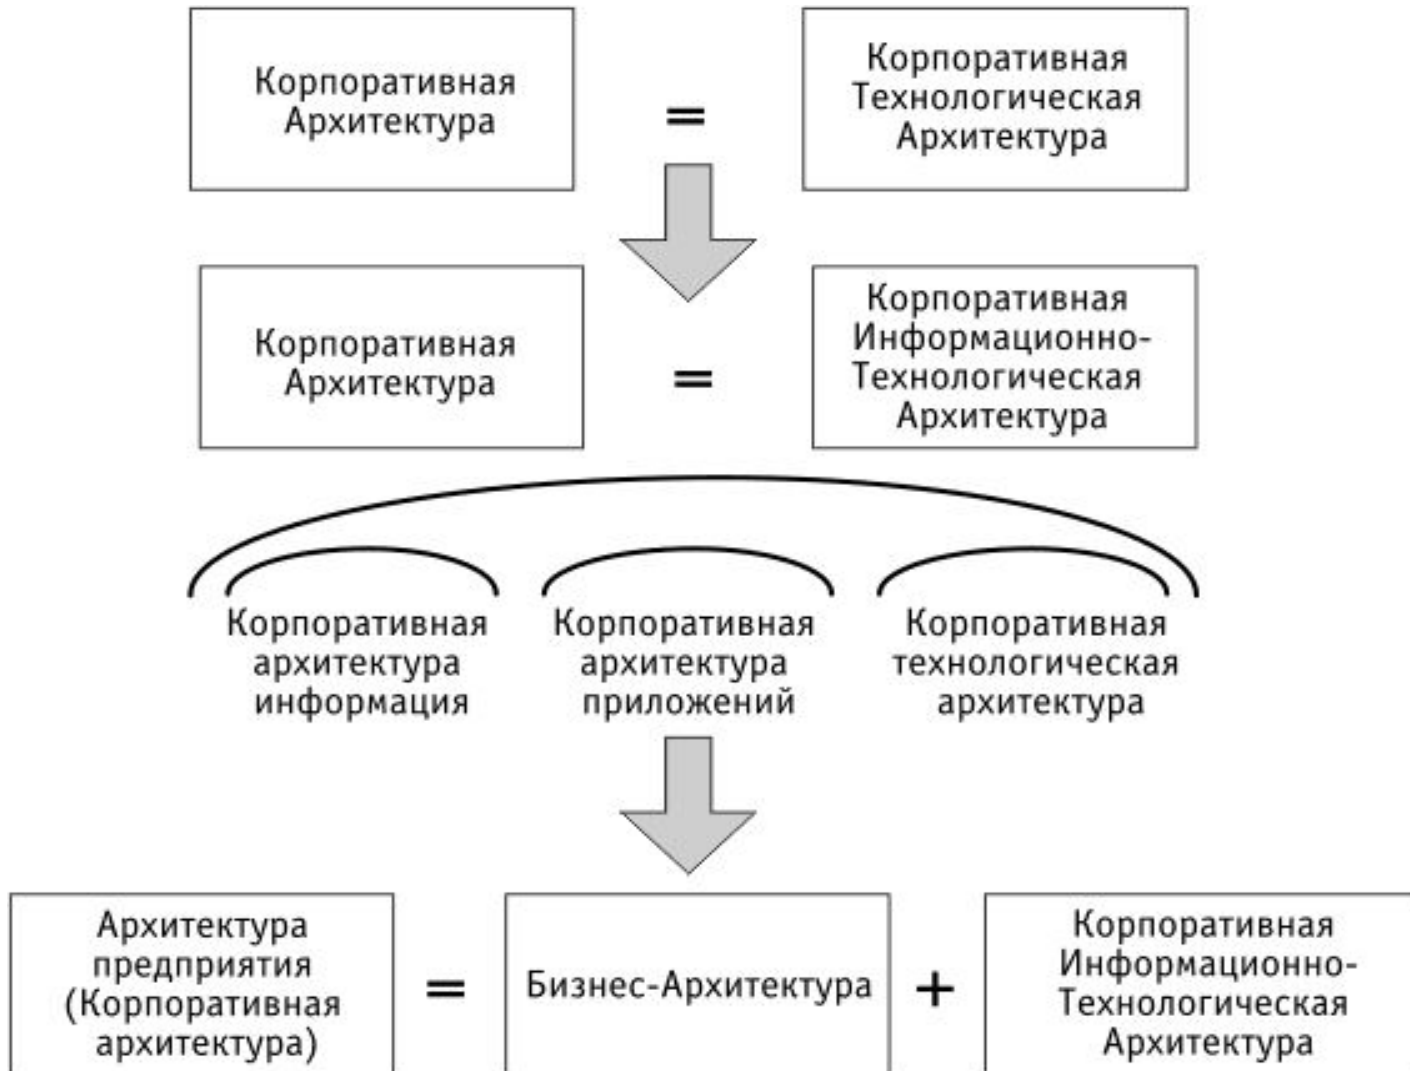 Корпоративная
Архитектура
=
Корпоративная
Технологическая
Архитектура
Корпоративная
Архитектура
=
Корпоративная
Информационно-
Технологическая
Архитектура
Корпоративная
архитектура
информация
Корпоративная
архитектура
приложений
Корпоративная
технологическая
архитектура
Архитектура
предприятия
(Корпоративная
архитектура)
=
Бизнес-Архитектура
+
Корпоративная
Информационно-
Технологическая
Архитектура